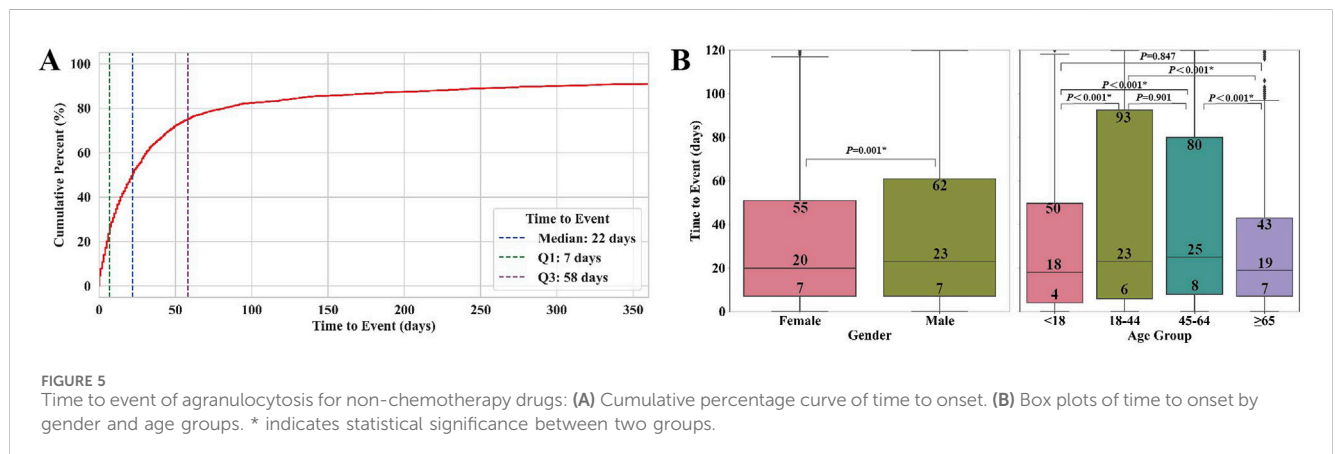 A
100
80
60
40
20
0
Cumulative Percent (%)
Time to Event
Median: 22 days
Q1: 7 days
Q3: 58 days
0 50 100 150 200 250 300 350
Time to Event (days)
B
120
100
80
60
40
20
0
Time to Event (days)
P=0.001*
55
62
20
23
7
7
Female Male
Gender
P=0.847
P<0.001*
P<0.001*
P<0.001* P=0.901 P<0.001*
50
93
80
43
18
23
25
19
4
6
8
7
<18 18-44 45-64 ≥65
Age Group
FIGURE 5
Time to event of agranulocytosis for non-chemotherapy drugs: (A) Cumulative percentage curve of time to onset. (B) Box plots of time to onset by
gender and age groups. * indicates statistical significance between two groups.